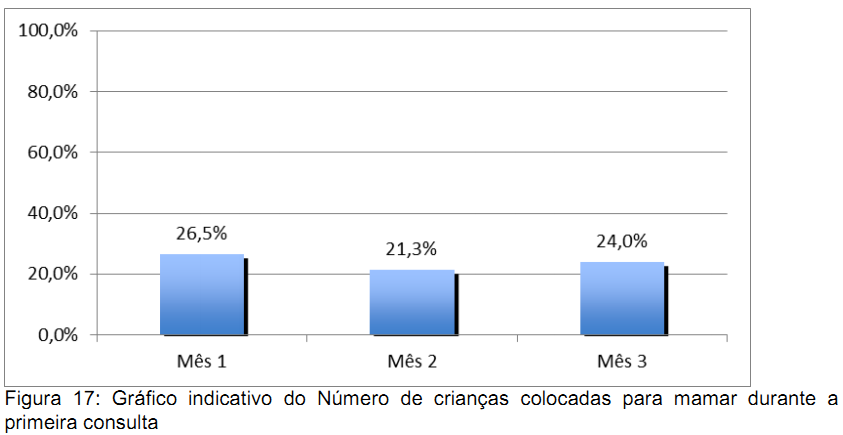 100,0%
80,0%
60,0%
40,0%
20,0%
0,0%
26,5%
21,3%
24,0%
Mês 1
Mês 2
Mês 3
Figura 17: Gráfico indicativo do Número de crianças colocadas para mamar durante a
primeira consulta